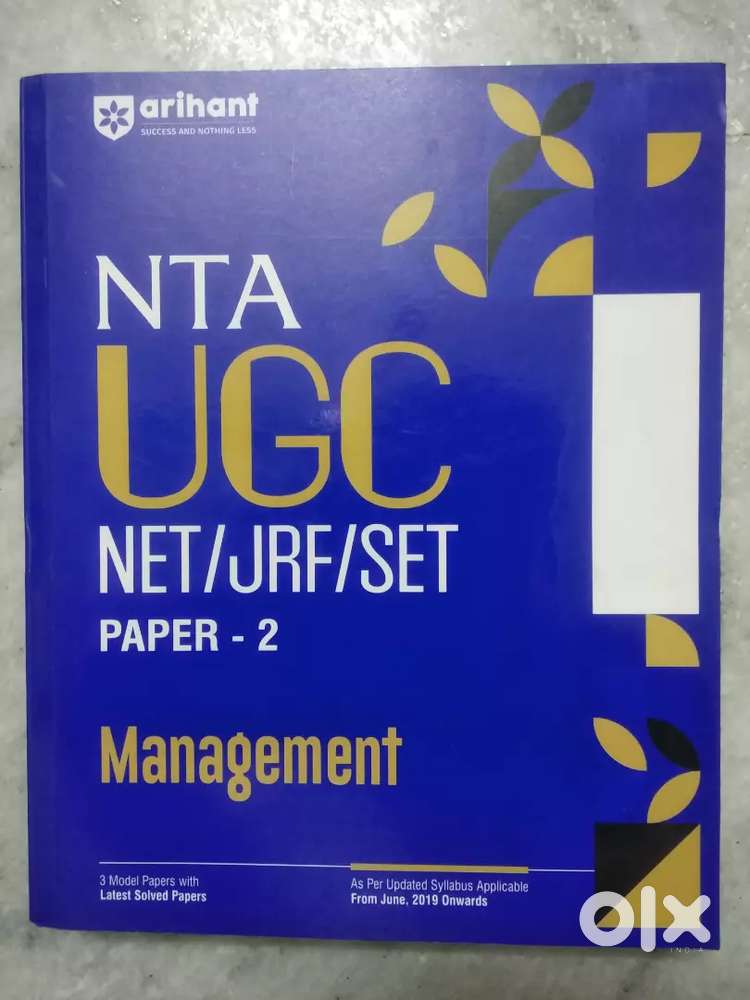 arihant
SUCCESS AND NOTHING LESS
NTA
UGC
NET/JRF/SET
PAPER - 2
Management
3 Model Papers with
Latest Solved Papers
As Per Updated Syllabus Applicable
From June, 2019 Onwards
olx
INDIA